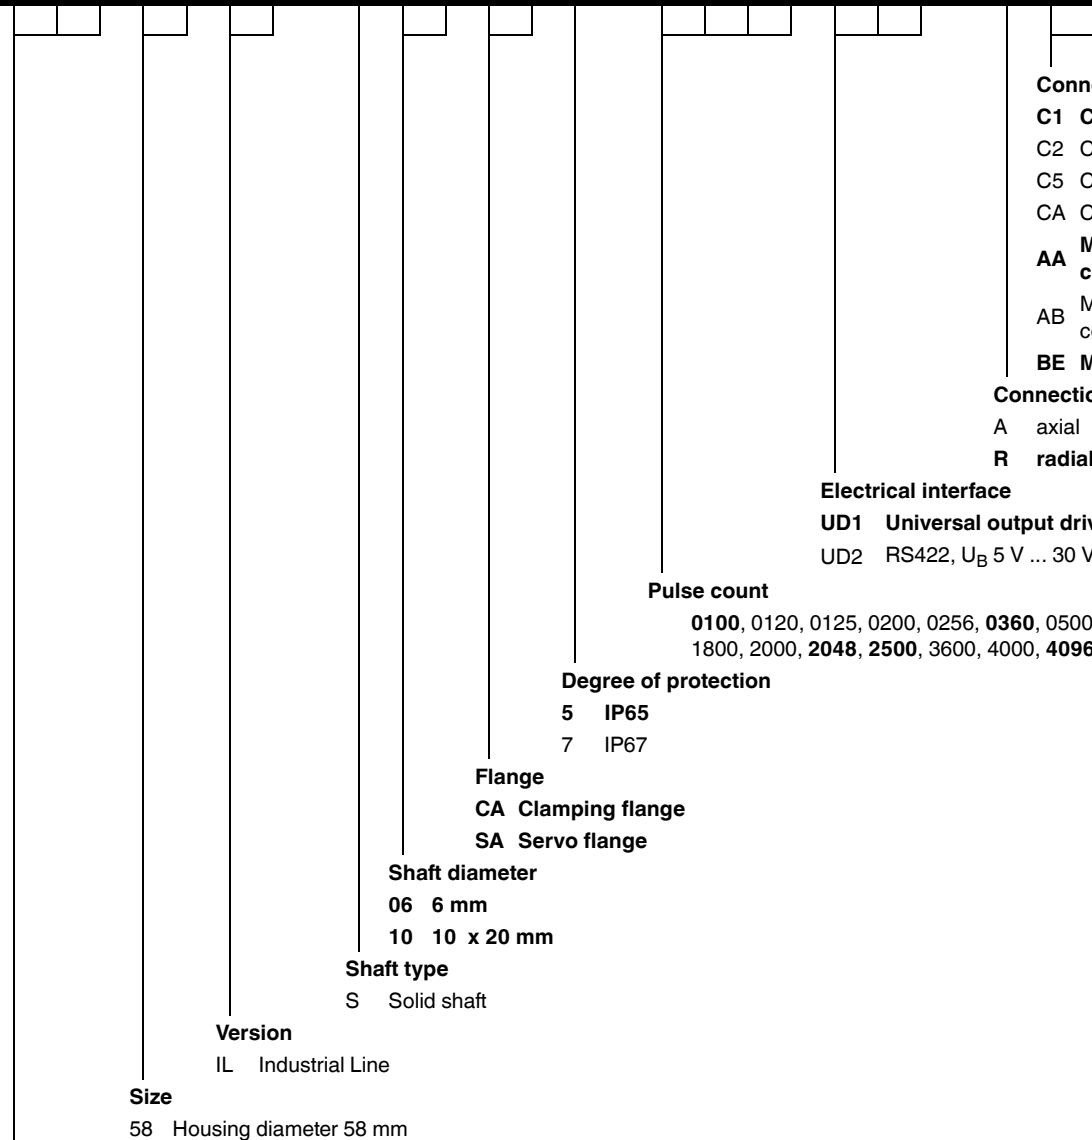 C1
C2
C5
CA
AA
AB
BE
A axial
R radial
Electrical interface
UD1 Universal output
UD2 RS422, UB 5 V ... 30 V
Pulse count
0100, 0120, 0125, 0200, 0256, 0360, 0500
1800, 2000, 2048, 2500, 3600, 4000, 4096
Degree of protection
5 IP65
7 IP67
Flange
CA Clamping flange
SA Servo flange
Shaft diameter
06 6 mm
10 10 x 20 mm
Shaft type
S Solid shaft
Version
IL Industrial Line
Size
58 Housing diameter 58 mm